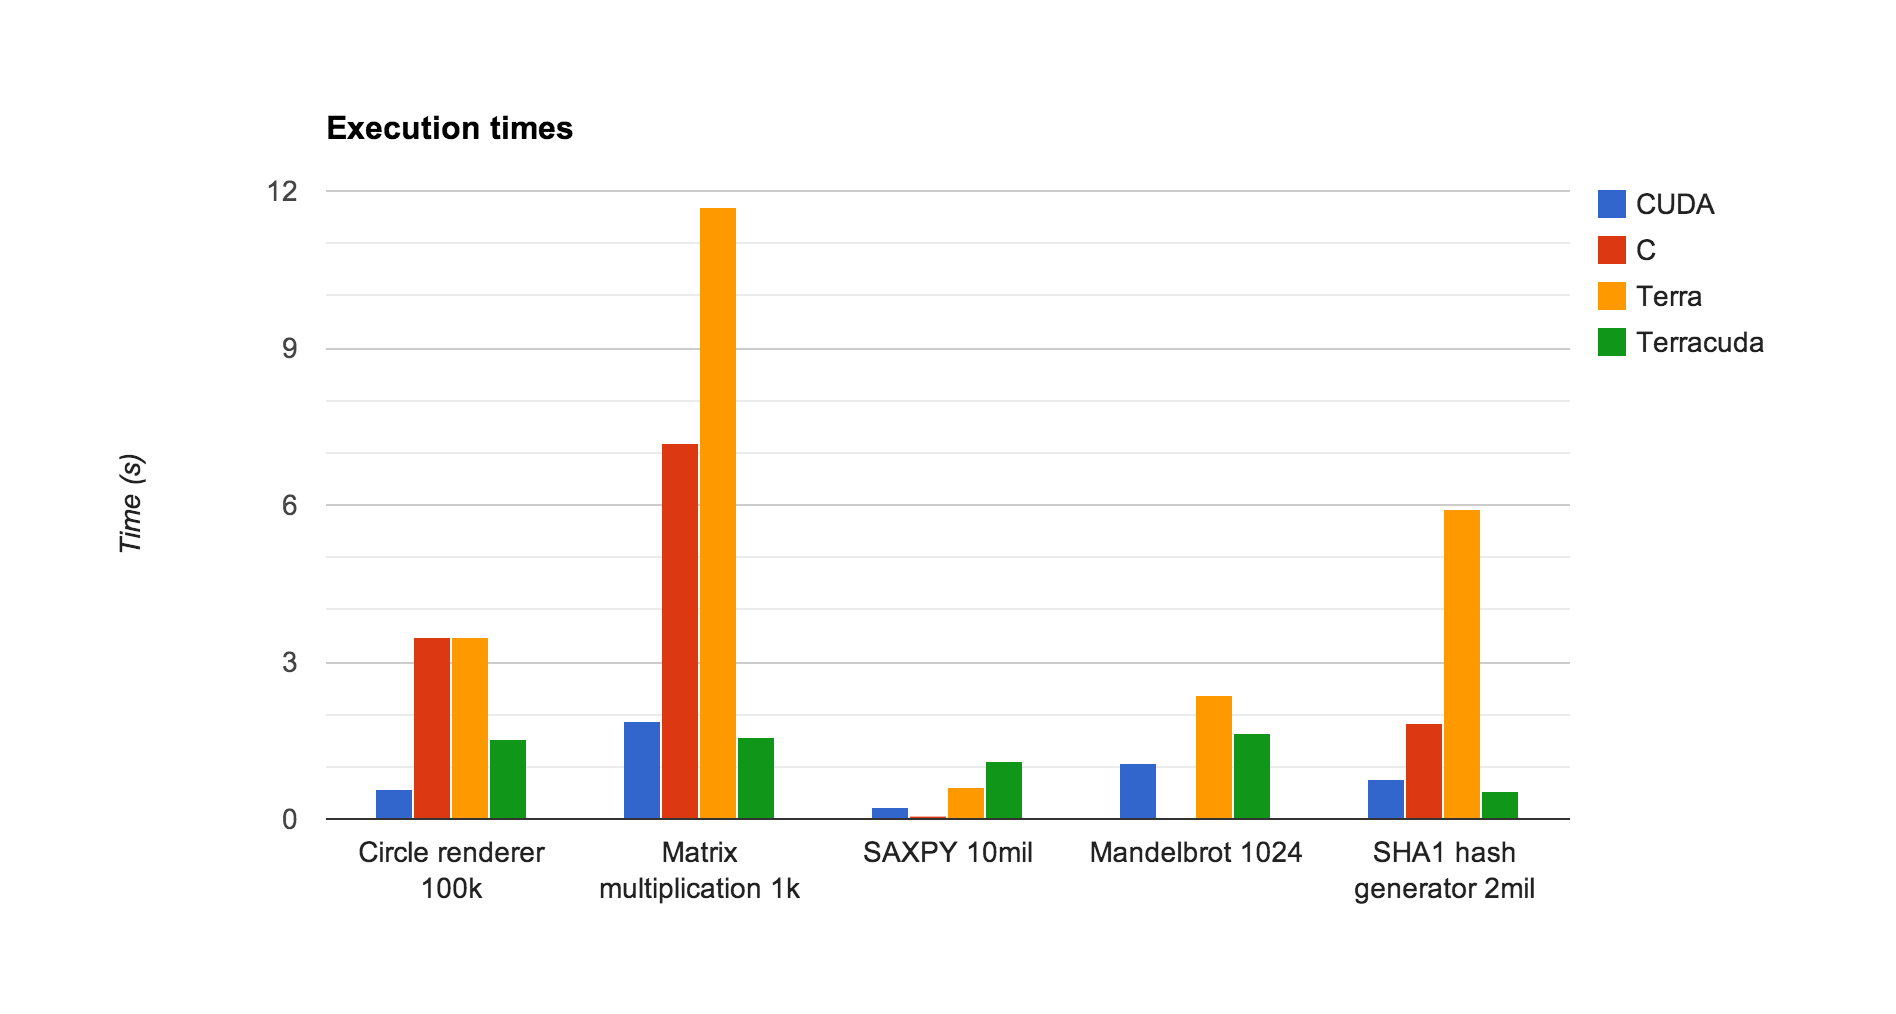 Execution times
12
9
6
3
0
Time (s)
CUDA
C
Terra
Terracuda
Circle renderer
100k
Matrix
multiplication 1k
SAXPY 10mil
Mandelbrot 1024
SHA1 hash
generator 2mil